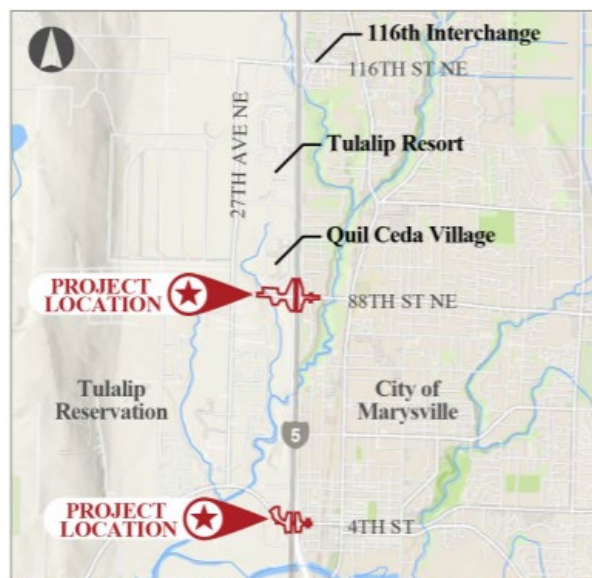 116th Interchange
116TH ST NE
27TH AVE NE
Tulalip Resort
Quil Ceda Village
PROJECT
LOCATION
88TH ST NE
Tulalip
Reservation
City of
Marysville
5
PROJECT
LOCATION
4TH ST